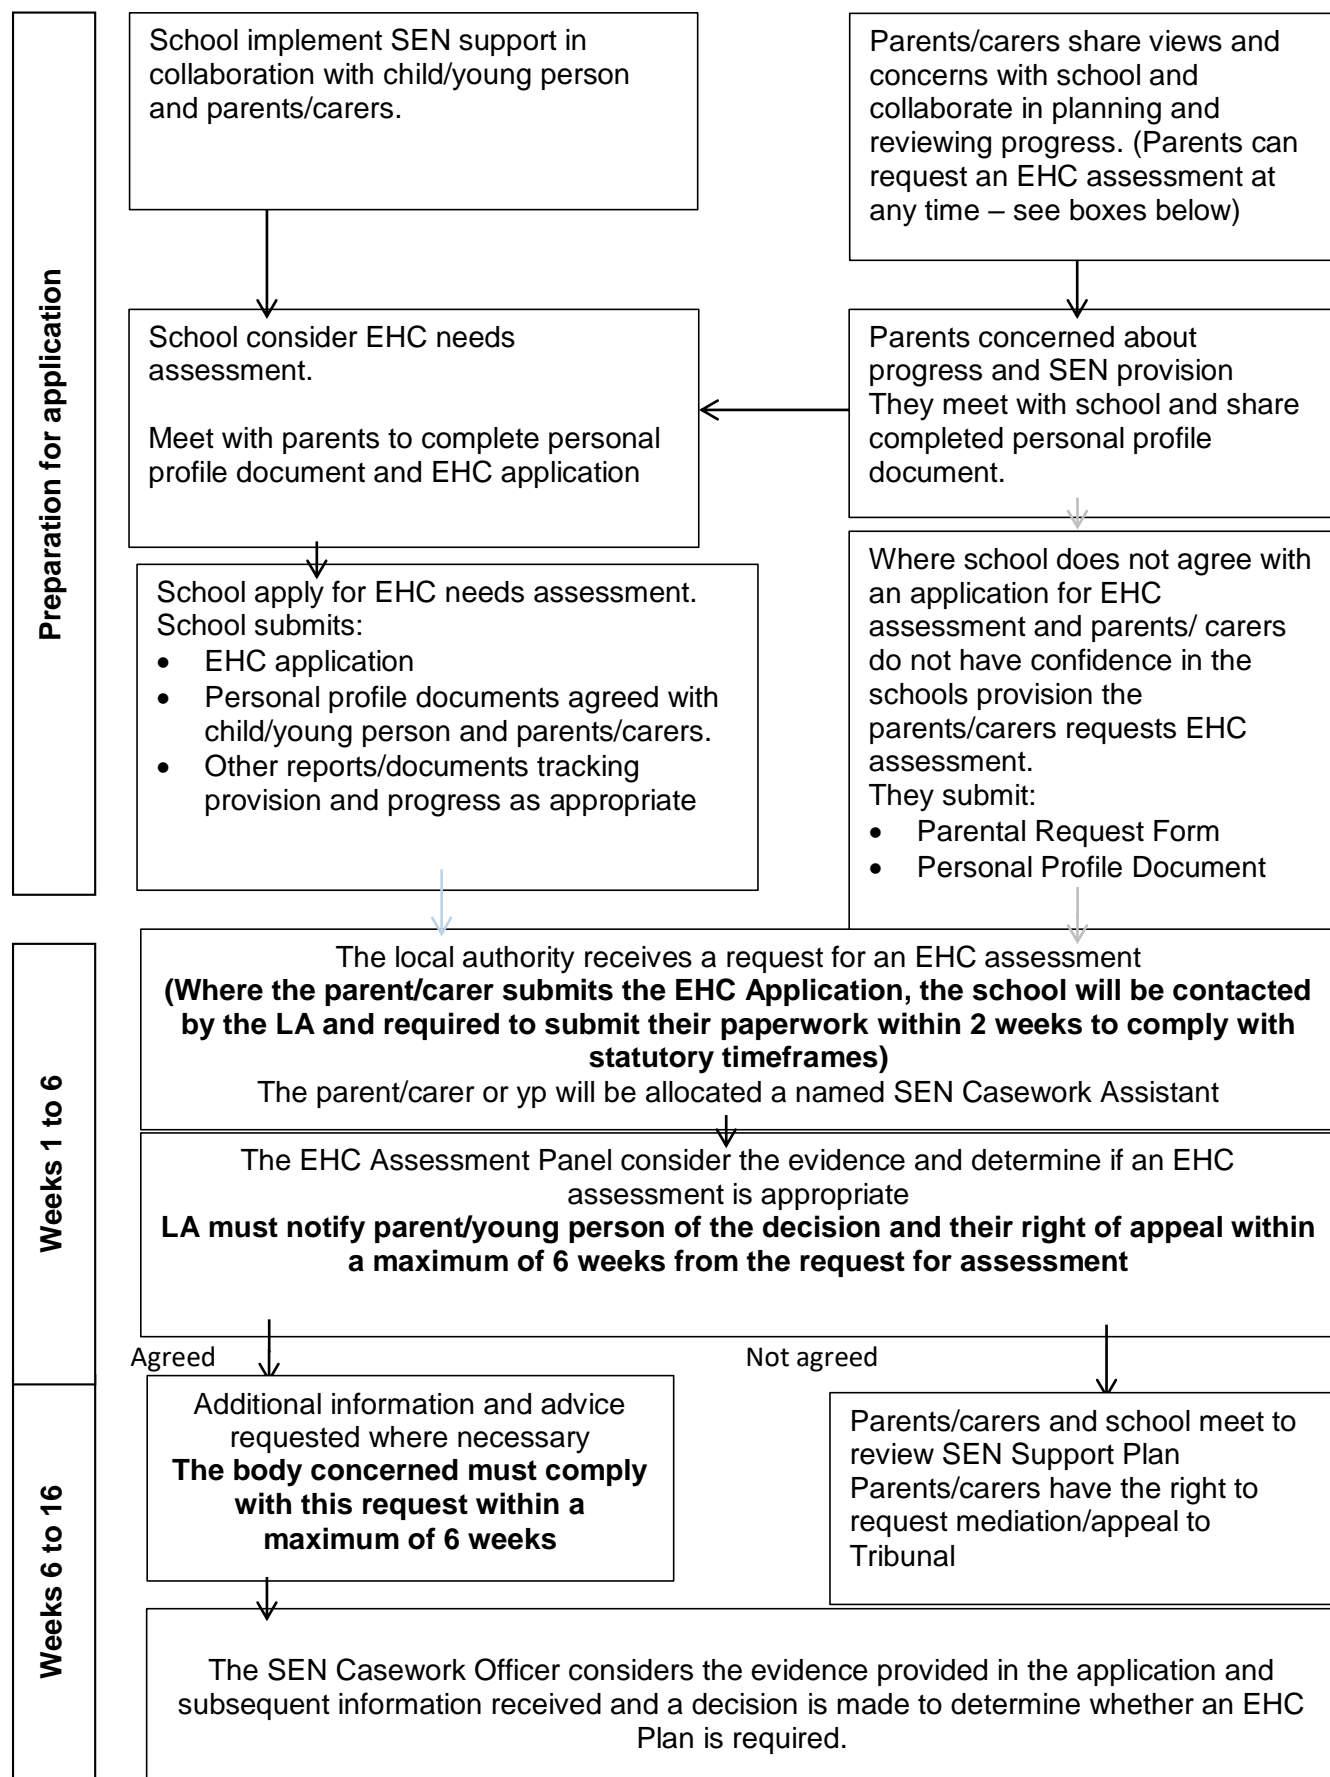 Preparation for application
School implement SEN support in
collaboration with child/young person
and parents/carers.
Parents/carers share views and
concerns with school and
collaborate in planning and
reviewing progress. (Parents can
request an EHC assessment at
any time – see boxes below)
School consider EHC needs
assessment.
Meet with parents to complete personal
profile document and EHC application
Parents concerned about
progress and SEN provision
They meet with school and share
completed personal profile
document.
School apply for EHC needs assessment.
School submits:
• EHC application
• Personal profile documents agreed with
child/young person and parents/carers.
• Other reports/documents tracking
provision and progress as appropriate
Where school does not agree with
an application for EHC
assessment and parents/ carers
do not have confidence in the
schools provision the
parents/carers requests EHC
assessment.
They submit:
• Parental Request Form
• Personal Profile Document
Weeks 1 to 6
The local authority receives a request for an EHC assessment
(Where the parent/carer submits the EHC Application, the school will be contacted
by the LA and required to submit their paperwork within 2 weeks to comply with
statutory timeframes)
The parent/carer or yp will be allocated a named SEN Casework Assistant
The EHC Assessment Panel consider the evidence and determine if an EHC
assessment is appropriate
LA must notify parent/young person of the decision and their right of appeal within
a maximum of 6 weeks from the request for assessment
Agreed
Not agreed
Weeks 6 to 16
Additional information and advice
requested where necessary
The body concerned must comply
with this request within a
maximum of 6 weeks
Parents/carers and school meet to
review SEN Support Plan
Parents/carers have the right to
request mediation/appeal to
Tribunal
The SEN Casework Officer considers the evidence provided in the application and
subsequent information received and a decision is made to determine whether an EHC
Plan is required.